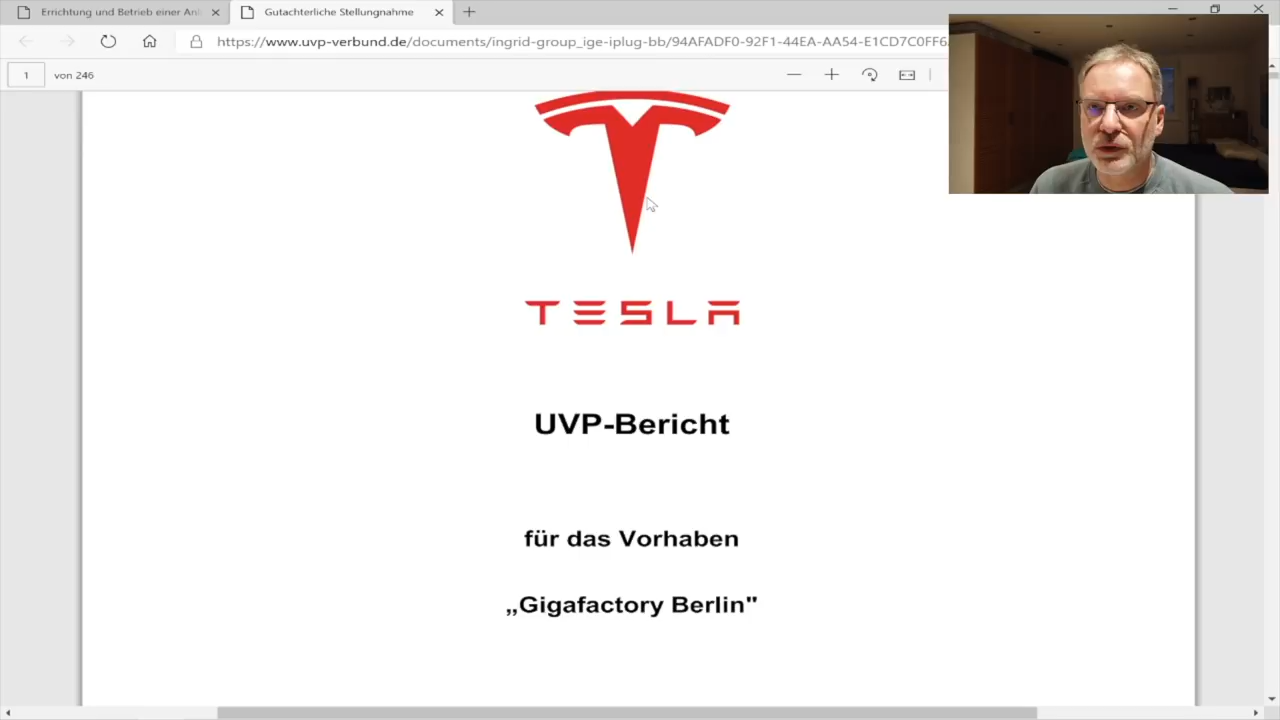 Errichtung und Betrieb einer Anl
Gutachterliche Stellungnahme
https://www.uvp-verbund.de/documents/ingrid-group_ige-iplug-bb/94AFADF0-92F1-44EA-AA54-E1CD7C0FF6
1 von 246
TESLA
UVP-Bericht
für das Vorhaben
„Gigafactory Berlin"